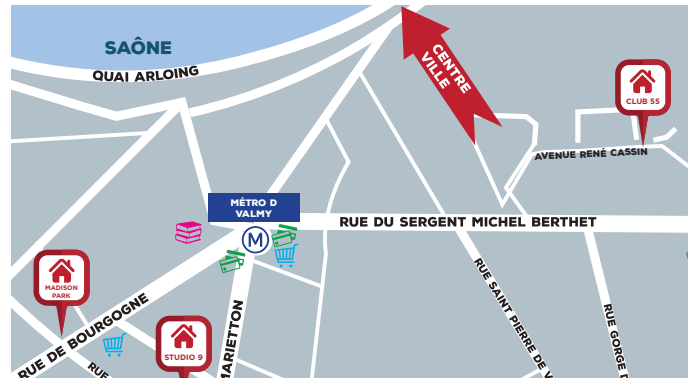 SAÔNE
QUAI ARLOING
CENTRE
VILLE
CLUB 55
AVENUE RENÉ CASSIN
MÉTRO D
VALMY
M
RUE DU SERGENT MICHEL BERTHET
MADISON
PARK
RUE DE BOURGOGNE
STUDIO 9
MARIETTON
RUE SAINT PIERRE DE V
RUE GORGE D
RUE